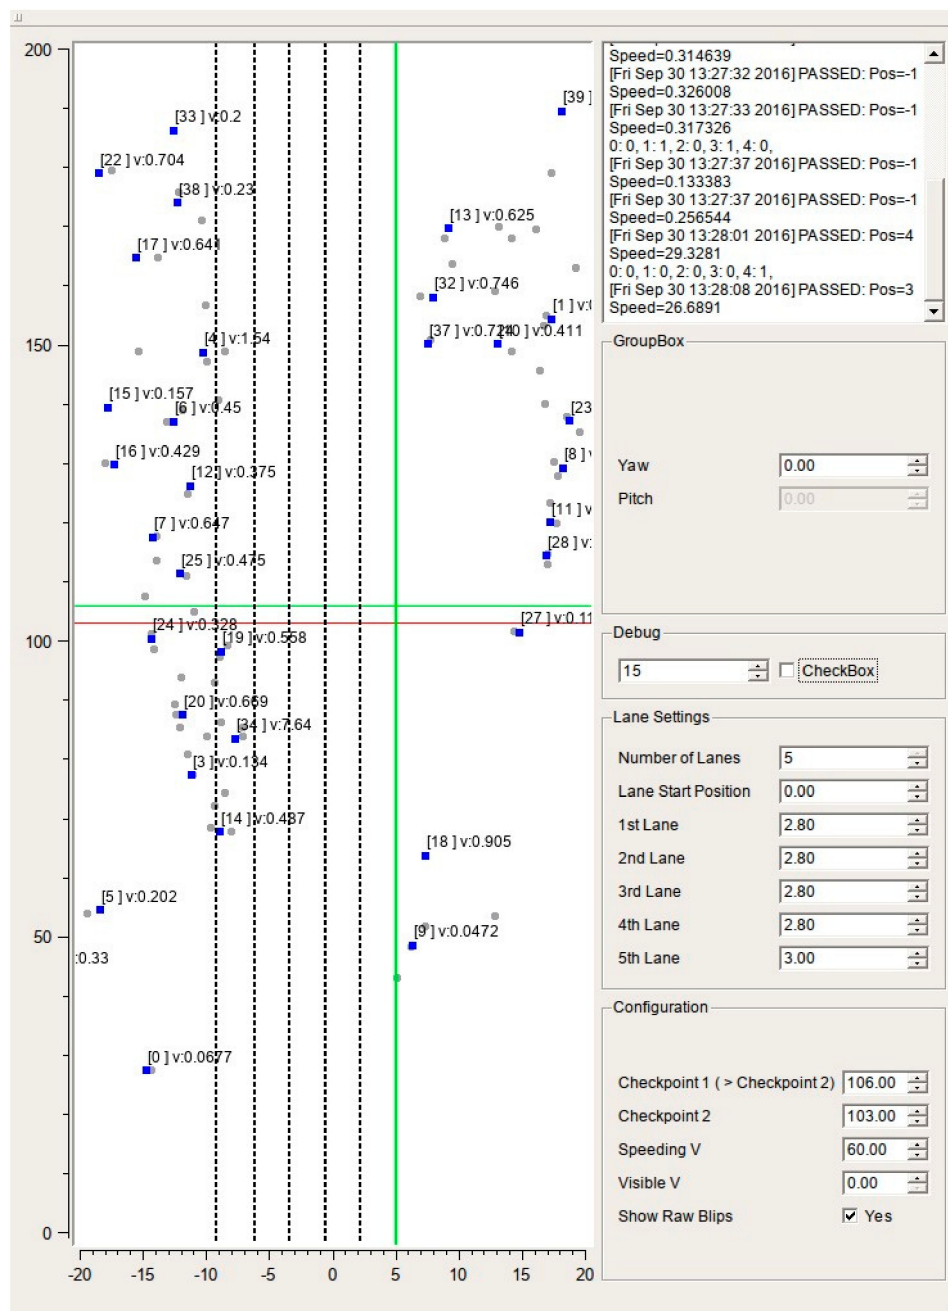 200
150
100
50
0
-20
-15
-10
-5
0
5
10
15
20
[33 ] v:0.2
[39 ]
[22 ] v:0.704
[38 ] v:0.23
[13 ] v:0.625
[17 ] v:0.641
[32 ] v:0.746
[1 ] v:
[4 ] v:1.54
[37 ] v:0.724
[10 ] v:0.411
[15 ] v:0.157
[6 ] v:0.45
[23
[16 ] v:0.429
[12 ] v:0.375
[8 ] v
[7 ] v:0.647
[11 ] v
[25 ] v:0.475
[28 ] v:
[24 ] v:0.328
[19 ] v:0.558
[27 ] v:0.11
[20 ] v:0.669
[34 ] v:7.64
[3 ] v:0.134
[14 ] v:0.487
[18 ] v:0.905
[5 ] v:0.202
[9 ] v:0.0472
:0.33
[0 ] v:0.0677
Speed=0.314639
[Fri Sep 30 13:27:32 2016] PASSED: Pos=-1
Speed=0.326008
[Fri Sep 30 13:27:33 2016] PASSED: Pos=-1
Speed=0.317326
0: 0, 1: 1, 2: 0, 3: 1, 4: 0,
[Fri Sep 30 13:27:37 2016] PASSED: Pos=-1
Speed=0.133383
[Fri Sep 30 13:27:37 2016] PASSED: Pos=-1
Speed=0.256544
[Fri Sep 30 13:28:01 2016] PASSED: Pos=4
Speed=29.3281
0: 0, 1: 0, 2: 0, 3: 0, 4: 1,
[Fri Sep 30 13:28:08 2016] PASSED: Pos=3
Speed=26.6891
GroupBox
Yaw 0.00
Pitch 0.00
Debug
15 CheckBox
Lane Settings
Number of Lanes 5
Lane Start Position 0.00
1st Lane 2.80
2nd Lane 2.80
3rd Lane 2.80
4th Lane 2.80
5th Lane 3.00
Configuration
Checkpoint 1 ( > Checkpoint 2) 106.00
Checkpoint 2 103.00
Speeding V 60.00
Visible V 0.00
Show Raw Blips Yes